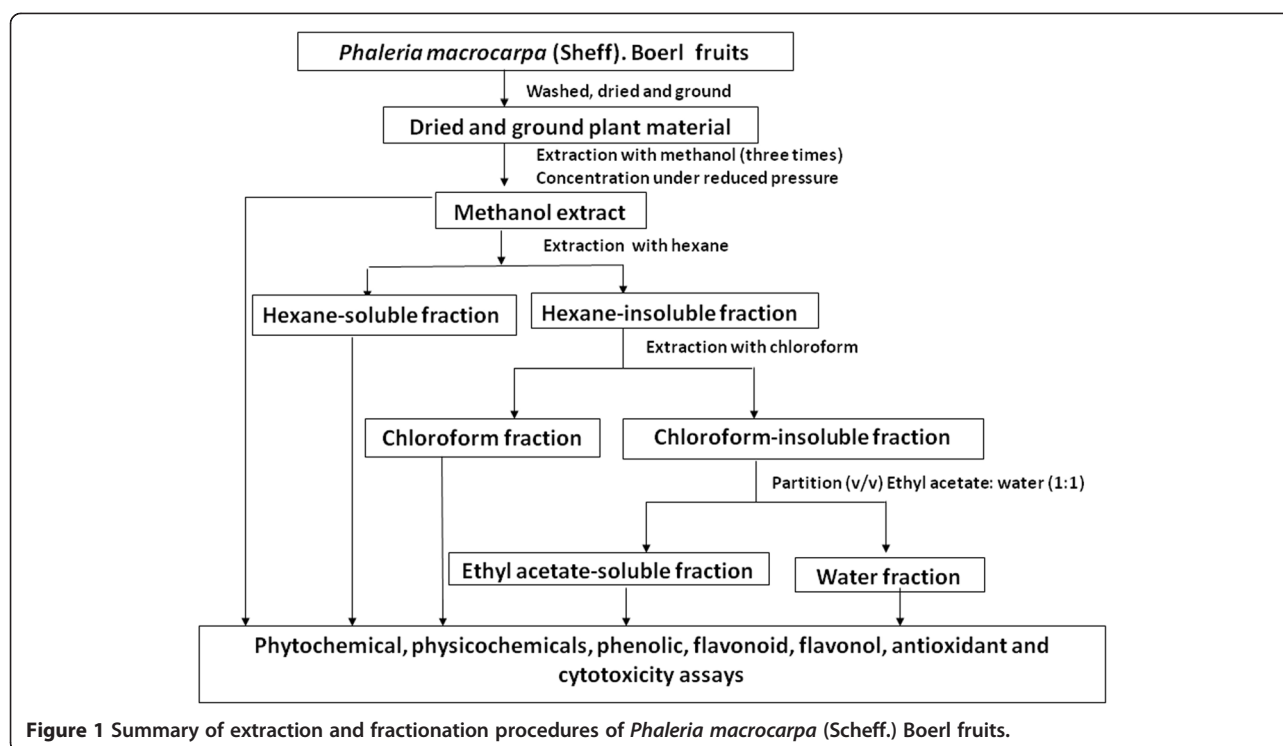 Phaleria macrocarpa (Sheff). Boerl fruits
Washed, dried and ground
Dried and ground plant material
Extraction with methanol (three times)
Concentration under reduced pressure
Methanol extract
Extraction with hexane
Hexane-soluble fraction
Hexane-insoluble fraction
Extraction with chloroform
Chloroform fraction
Chloroform-insoluble fraction
Partition (v/v) Ethyl acetate: water (1:1)
Ethyl acetate-soluble fraction
Water fraction
Phytochemical, physicochemicals, phenolic, flavonoid, flavonol, antioxidant and
cytotoxicity assays
Figure 1 Summary of extraction and fractionation procedures of Phaleria macrocarpa (Scheff.) Boerl fruits.